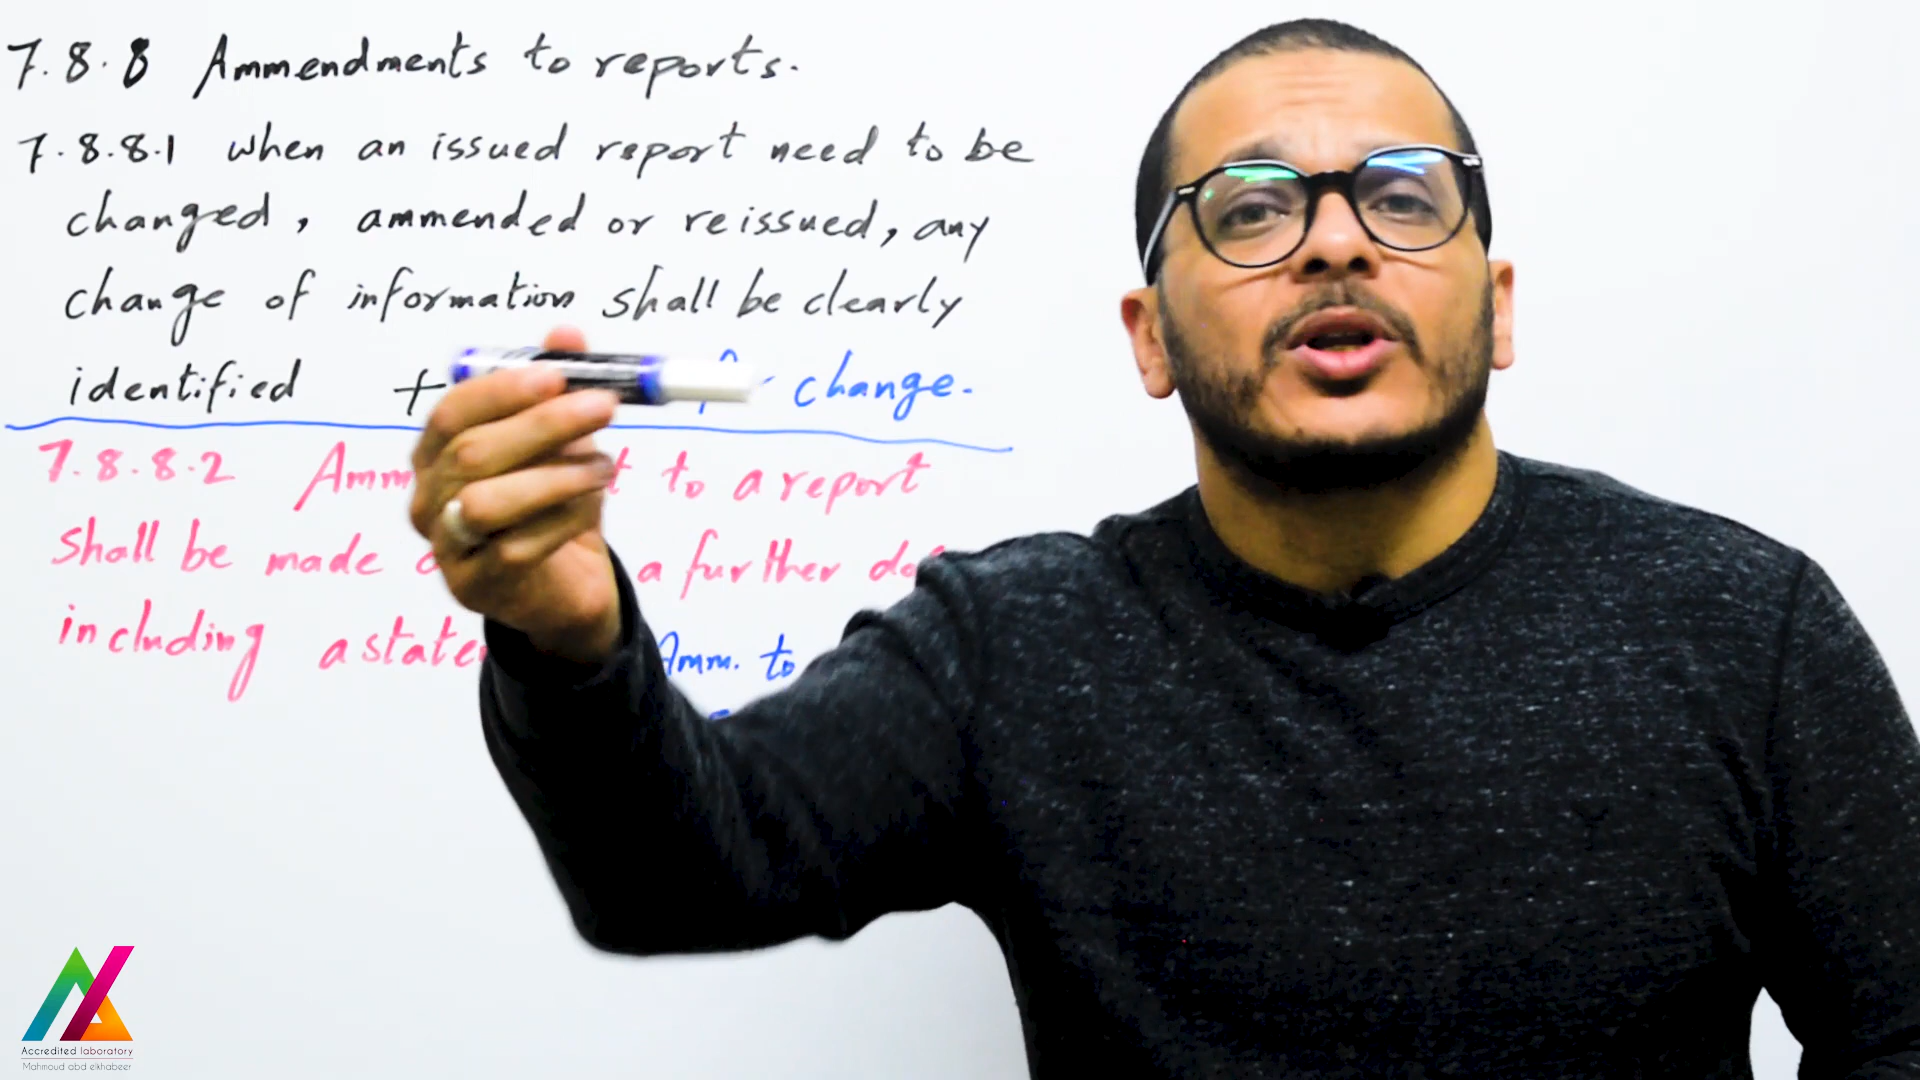 7.8.8 Ammendments to reports.
7.8.8.1 when an issued report need to be
changed, ammended or reissued, any
change of information shall be clearly
identified + change.
7.8.8.2 to a report
shall be made a further
including a
Amm. to
Accredited laboratory
Mahmoud abd elkhabeer